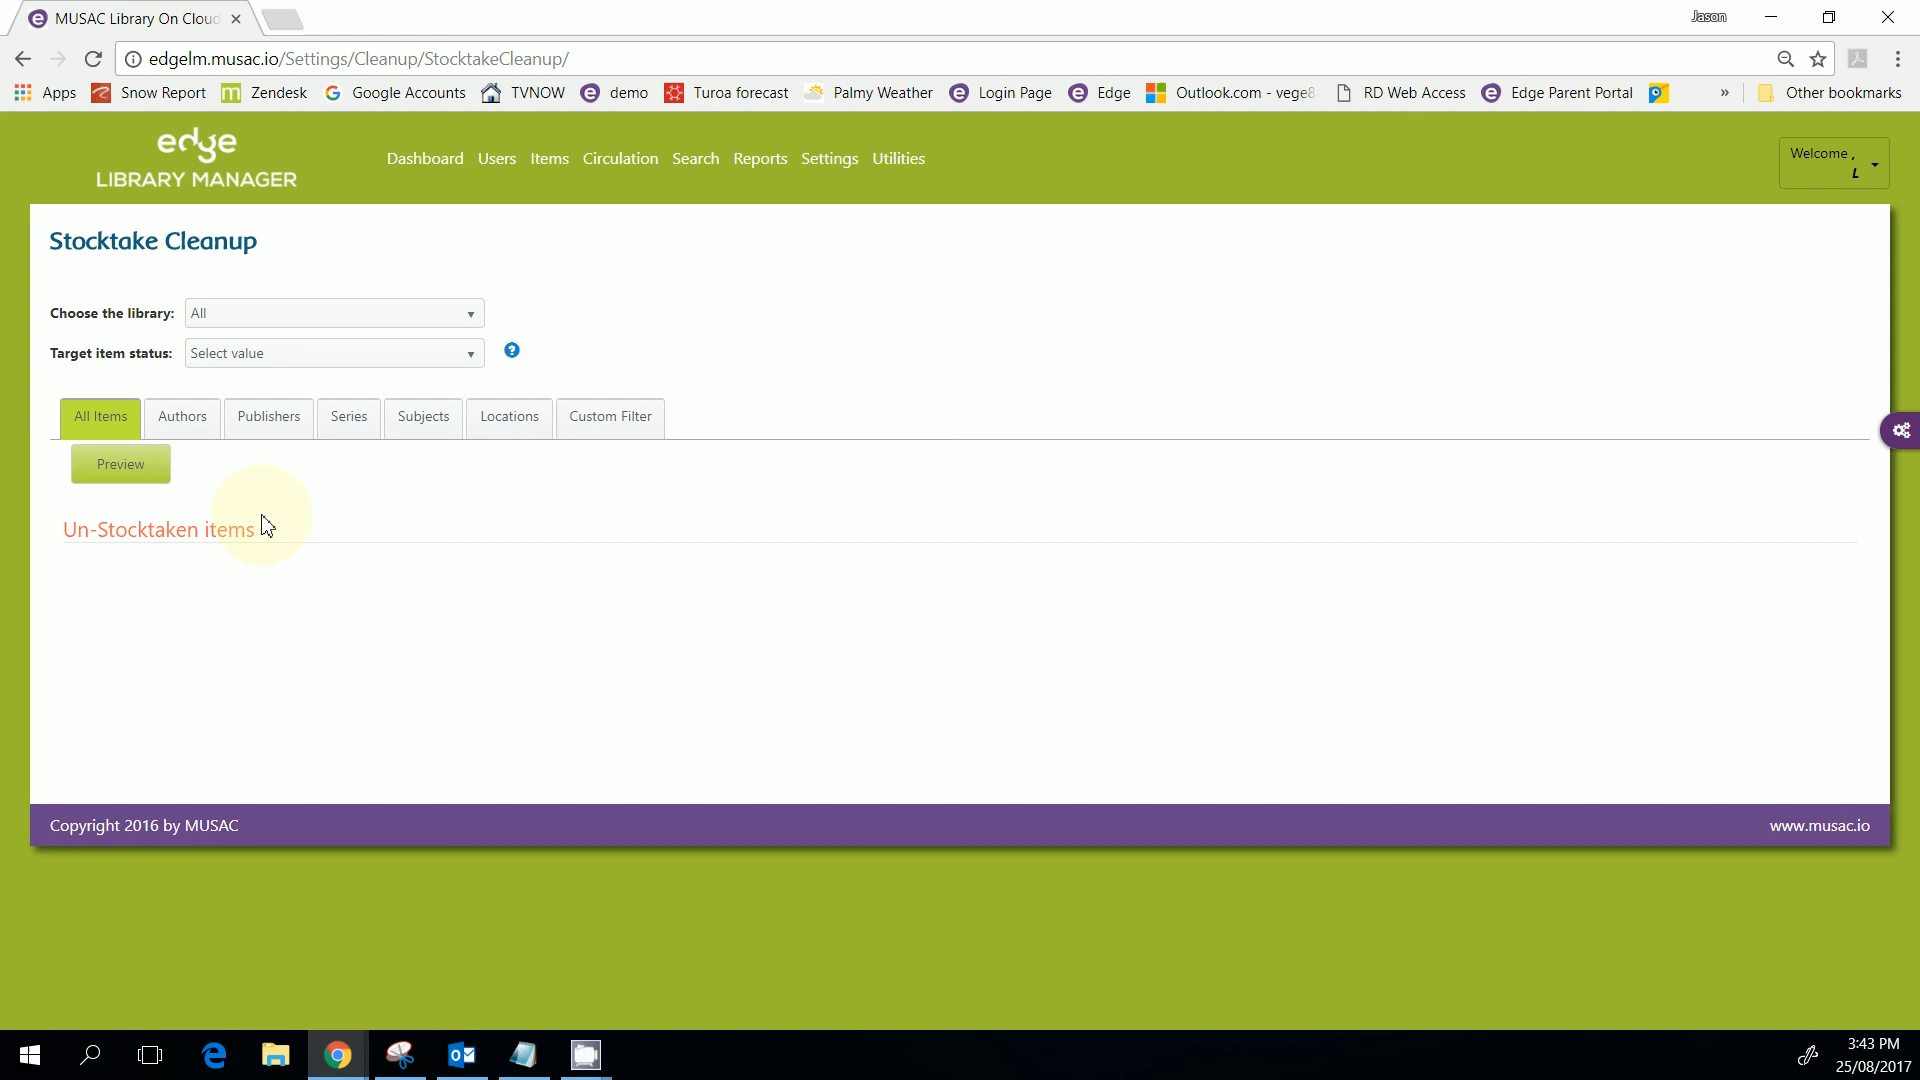 MUSAC Library On Cloud
Jason
edgelm.musac.io/Settings/Cleanup/StocktakeCleanup/
Apps Snow Report Zendesk Google Accounts TVNOW demo Turoa forecast Palmy Weather Login Page Edge Outlook.com - vege8 RD Web Access Edge Parent Portal » Other bookmarks
edge
LIBRARY MANAGER
Dashboard Users Items Circulation Search Reports Settings Utilities
Welcome ,
L
Stocktake Cleanup
Choose the library: All
Target item status: Select value
All Items Authors Publishers Series Subjects Locations Custom Filter
Preview
Un-Stocktaken items
Copyright 2016 by MUSAC www.musac.io
3:43 PM
25/08/2017